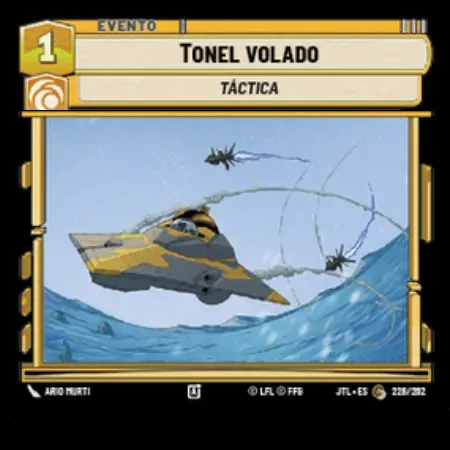 EVENTO
1
TONEL VOLADO
TÁCTICA
ARIO MURTI
Ⓒ LFL Ⓟ FFG
JTL • ES
226/262